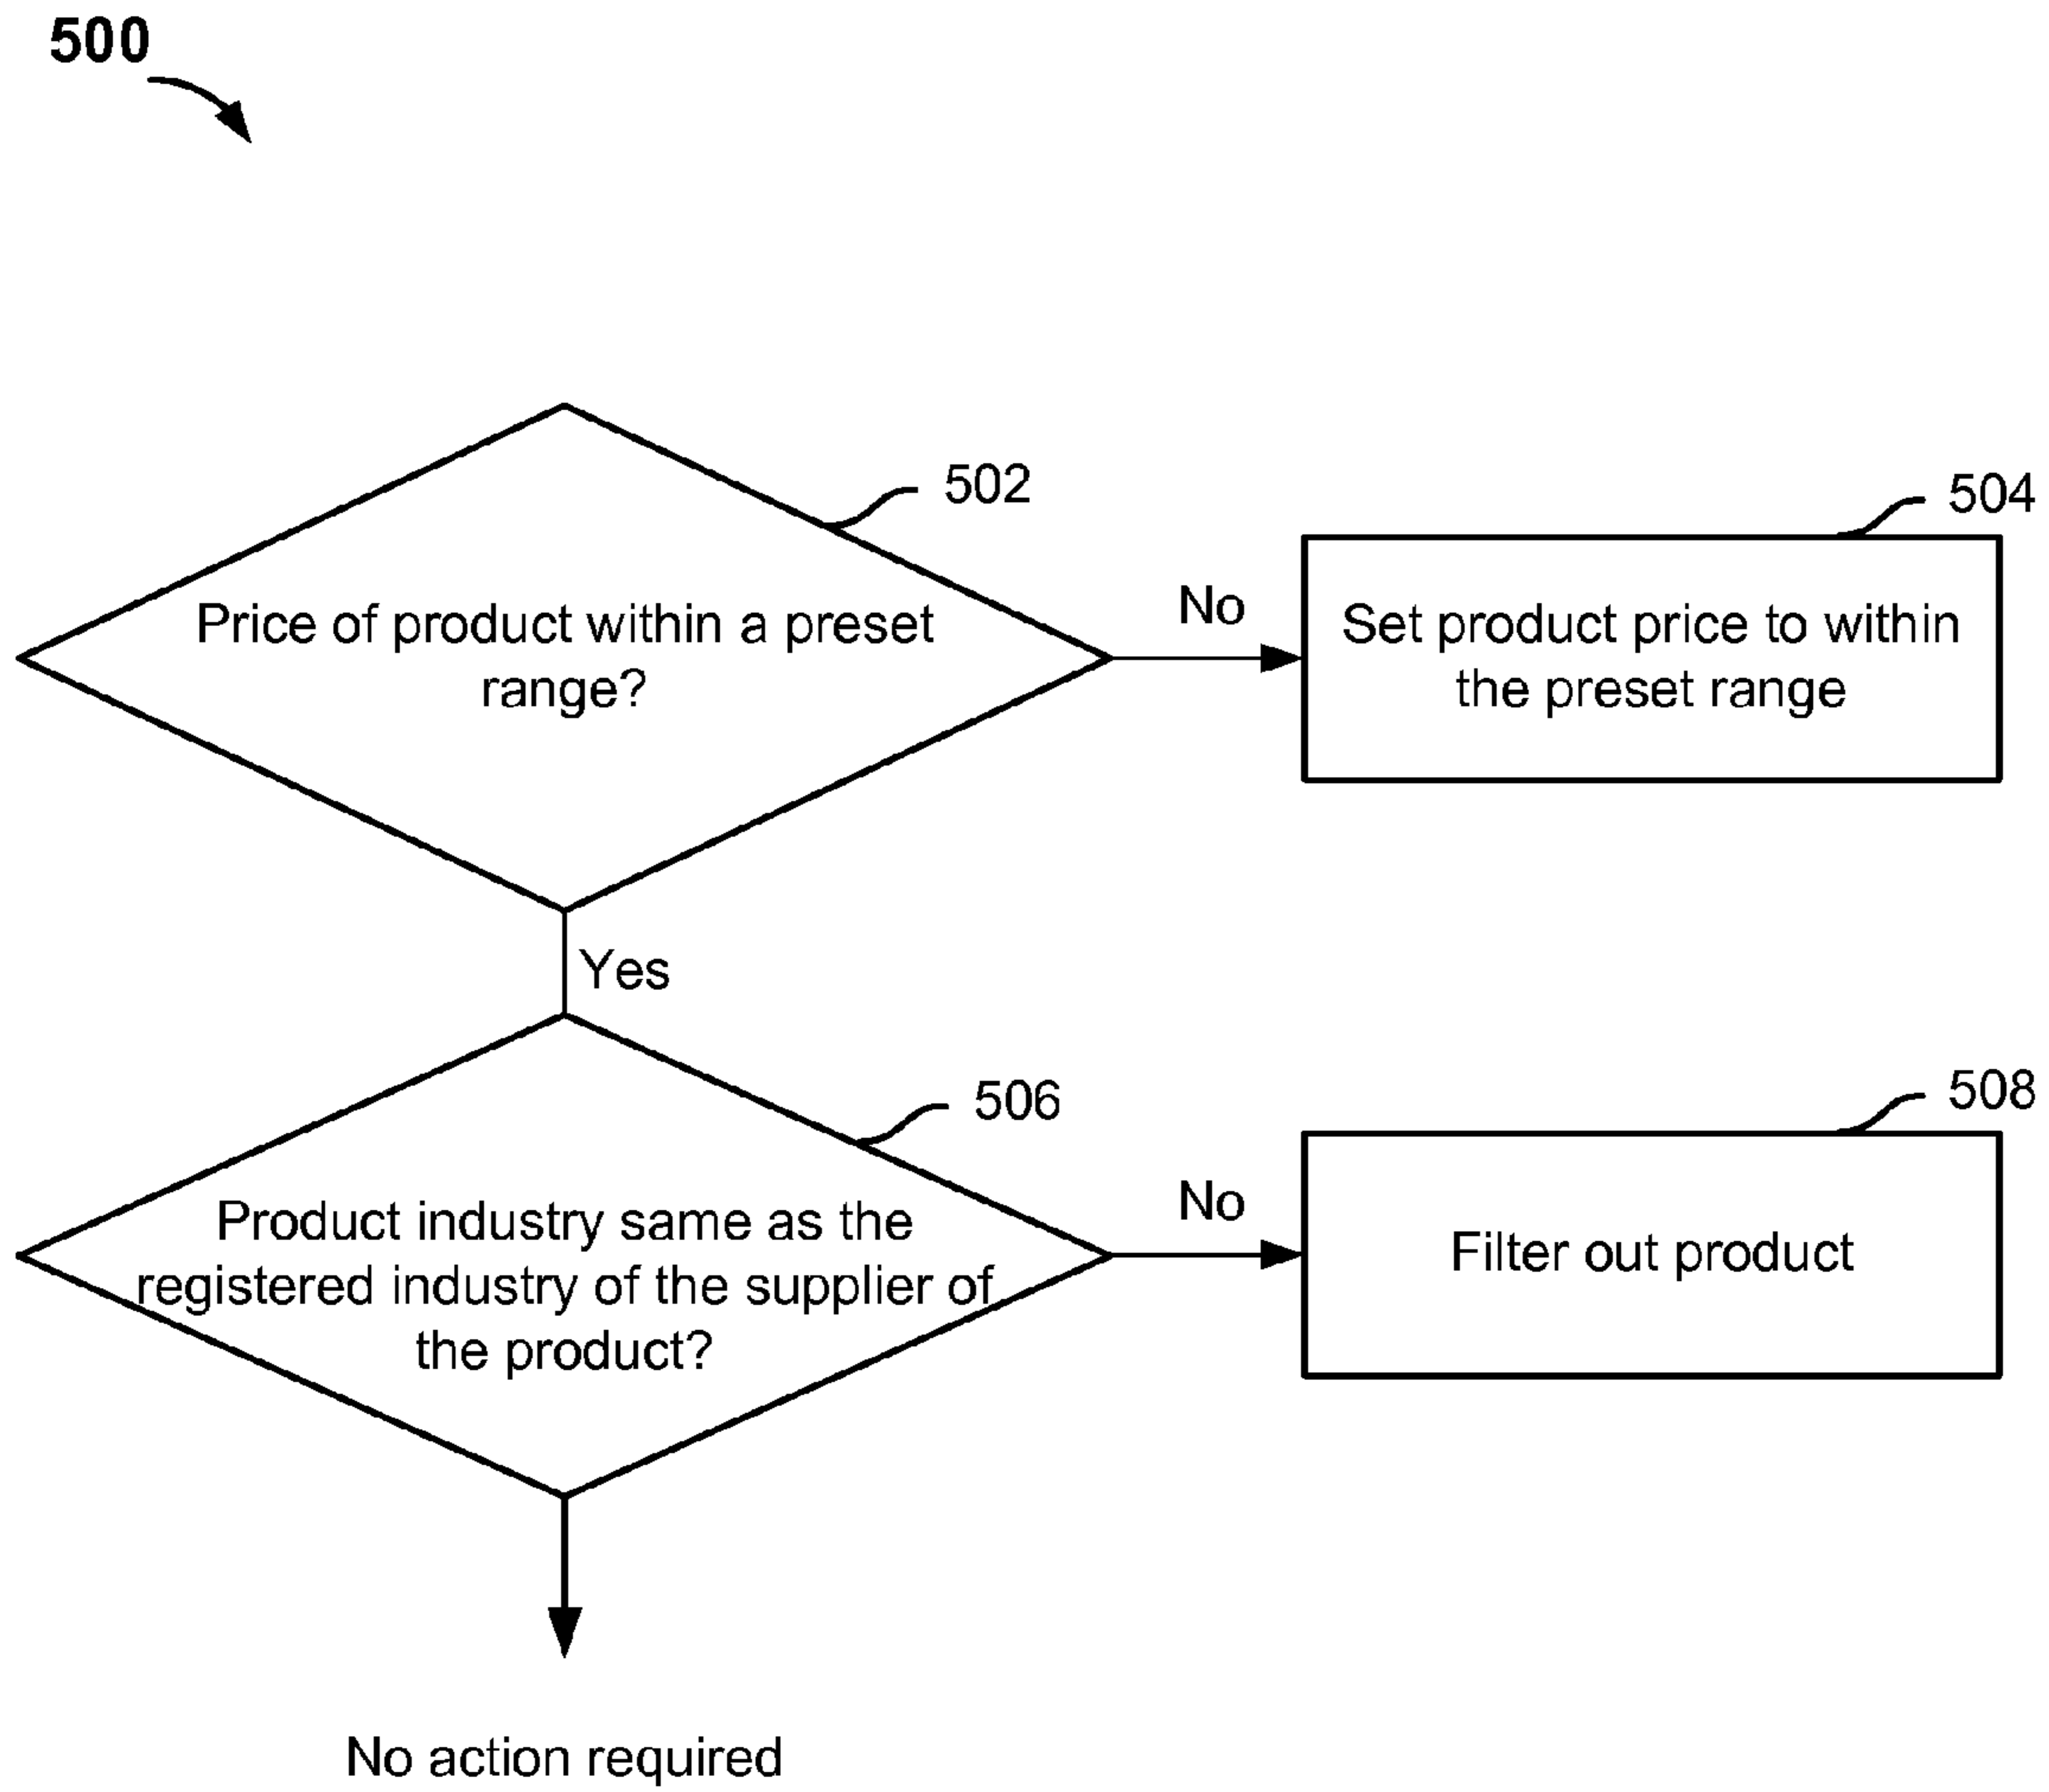 500
502
Price of product within a preset
range?
No
504
Set product price to within
the preset range
Yes
506
Product industry same as the
registered industry of the supplier of
the product?
No
508
Filter out product
No action required